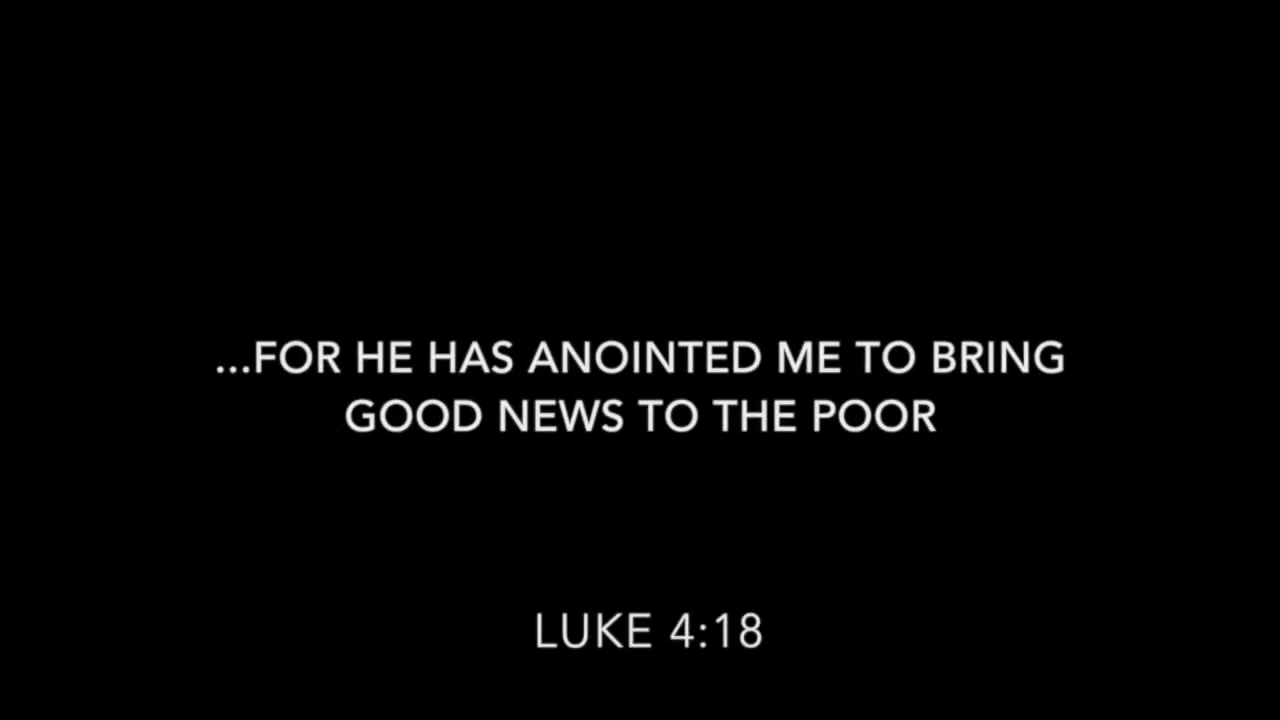 ...FOR HE HAS ANOINTED ME TO BRING
GOOD NEWS TO THE POOR
LUKE 4:18